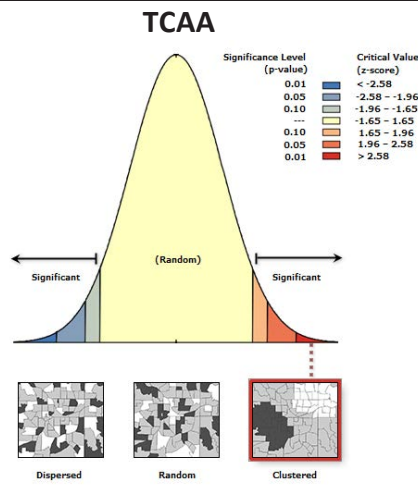 TCAA
Significance Level
(p-value)
Critical Value
(z-score)
0.01 < -2.58
0.05 -2.58 – -1.96
0.10 -1.96 – -1.65
--- -1.65 – 1.65
0.10 1.65 – 1.96
0.05 1.96 – 2.58
0.01 > 2.58
(Random)
Significant
Significant
Dispersed
Random
Clustered